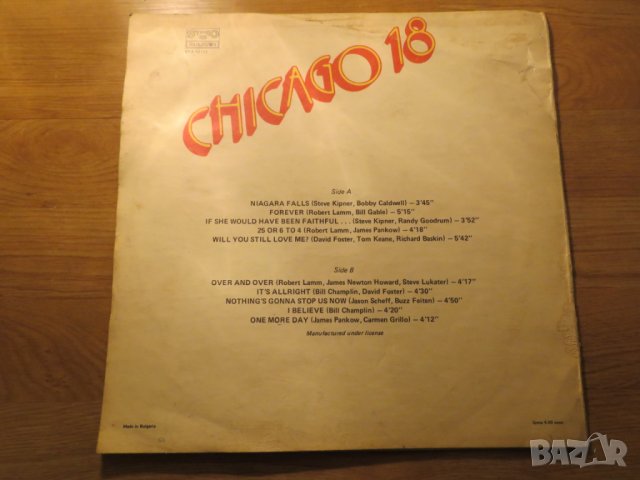 CHICAGO 18
Side A
NIAGARA FALLS (Steve Kipner, Bobby Caldwell) – 3'45"
FOREVER (Robert Lamm, Bill Gable) – 5'15"
IF SHE WOULD HAVE BEEN FAITHFUL . . . (Steve Kipner, Randy Goodrum) – 3'52"
25 OR 6 TO 4 (Robert Lamm, James Pankow) – 4'18"
WILL YOU STILL LOVE ME? (David Foster, Tom Keane, Richard Baskin) – 5'42"
Side B
OVER AND OVER (Robert Lamm, James Newton Howard, Steve Lukater) – 4'17"
IT'S ALLRIGHT (Bill Champlin, David Foster) – 4'30"
NOTHING'S GONNA STOP US NOW (Jason Scheff, Buzz Feiten) – 4'50"
I BELIEVE (Bill Champlin) – 4'20"
ONE MORE DAY (James Pankow, Carmen Grillo) – 4'12"
Manufactured under license
Made in Bulgaria
BAZAR
bg